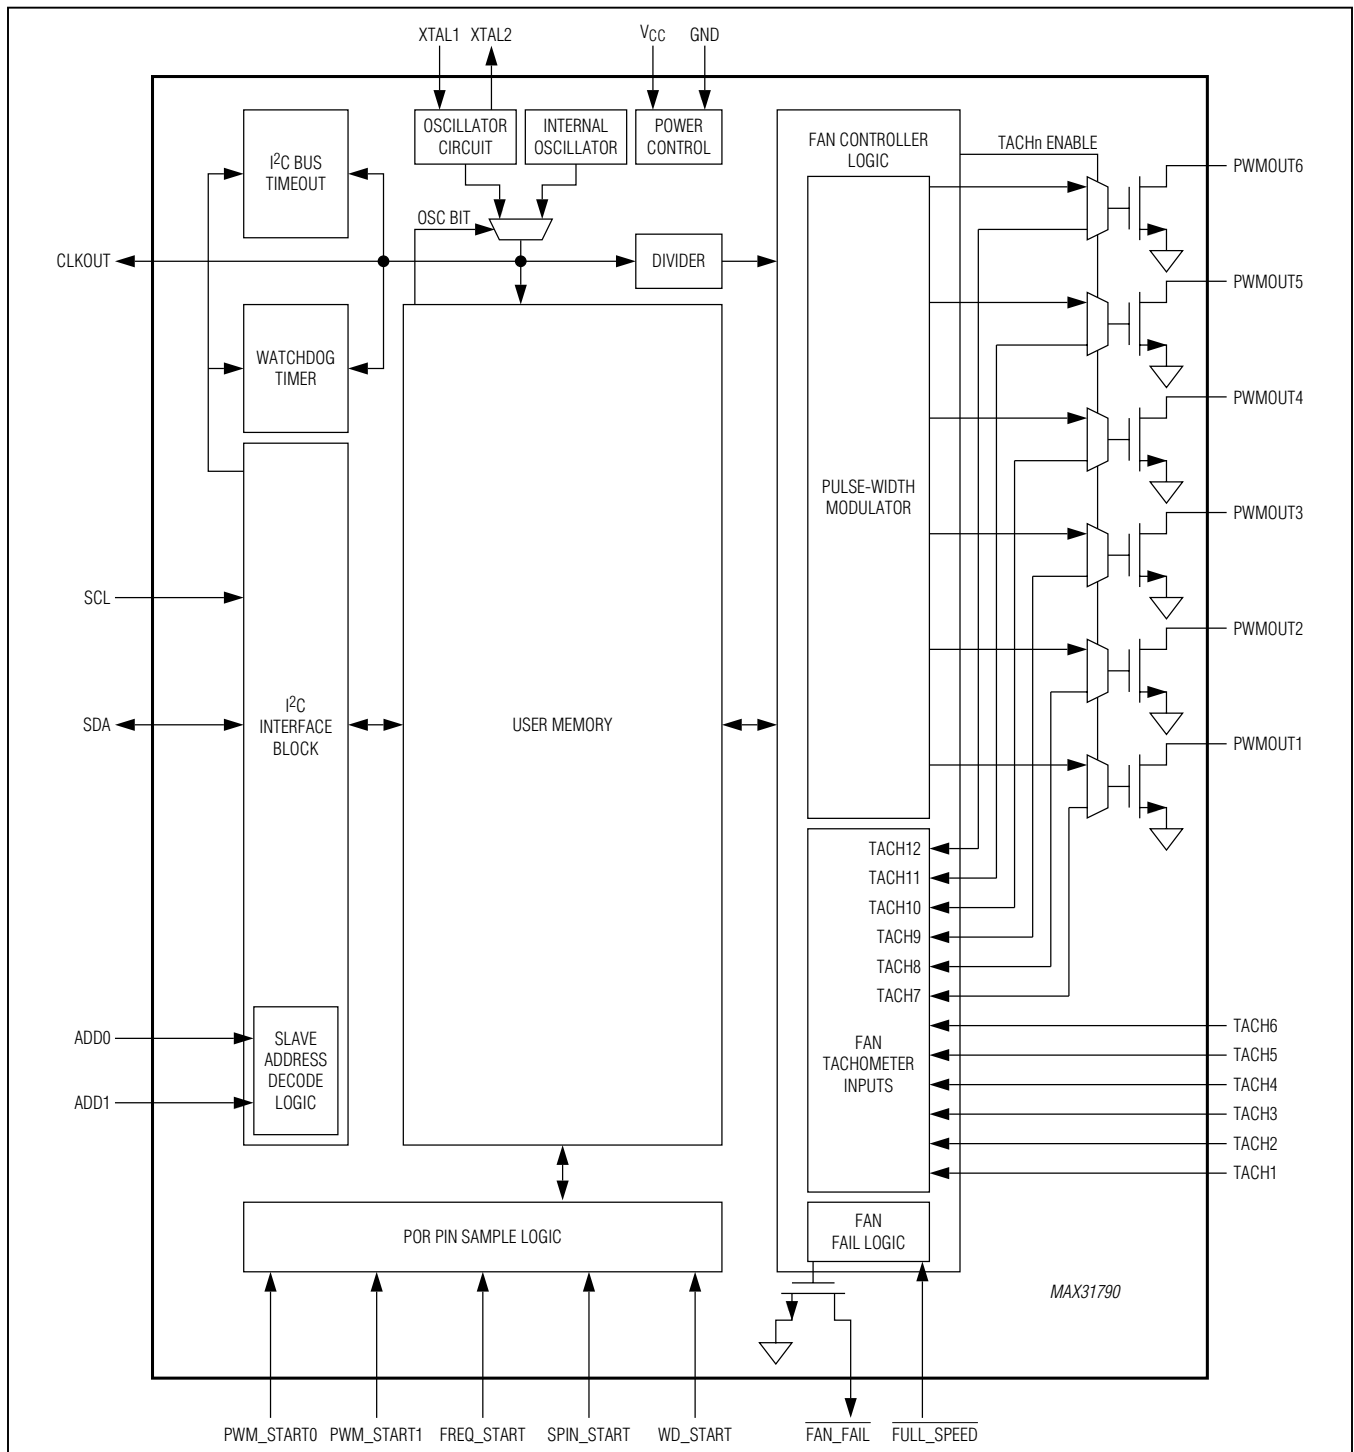 XTAL1 XTAL2
VCC GND
I2C BUS
TIMEOUT
OSCILLATOR
CIRCUIT
INTERNAL
OSCILLATOR
POWER
CONTROL
FAN CONTROLLER
LOGIC
TACHn ENABLE
PWMOUT6
OSC BIT
CLKOUT
DIVIDER
PWMOUT5
WATCHDOG
TIMER
PWMOUT4
PULSE-WIDTH
MODULATOR
PWMOUT3
SCL
PWMOUT2
SDA
I2C
INTERFACE
BLOCK
USER MEMORY
PWMOUT1
TACH12
TACH11
TACH10
TACH9
TACH8
TACH7
ADD0
ADD1
SLAVE
ADDRESS
DECODE
LOGIC
FAN
TACHOMETER
INPUTS
TACH6
TACH5
TACH4
TACH3
TACH2
TACH1
POR PIN SAMPLE LOGIC
FAN
FAIL LOGIC
MAX31790
PWM_START0 PWM_START1 FREQ_START SPIN_START WD_START FAN_FAIL FULL_SPEED